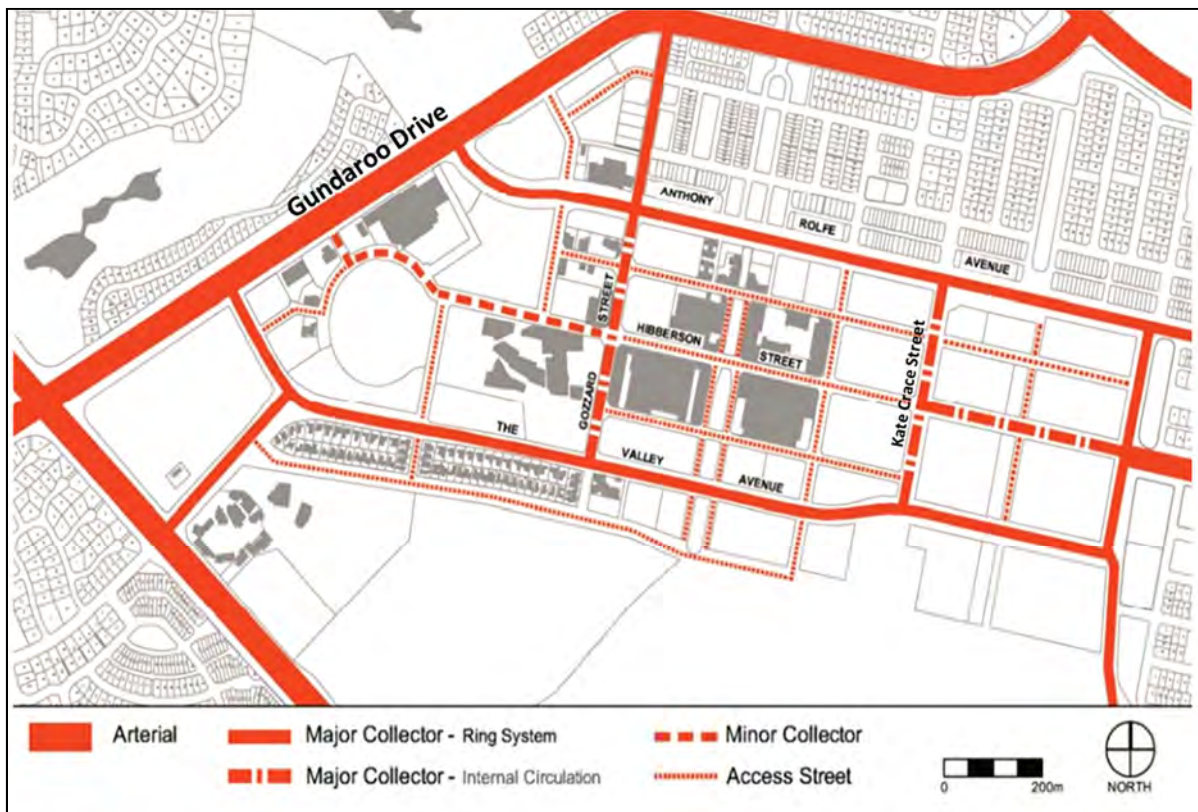 Gundaroo Drive
ANTHONY
ROLFE
AVENUE
STREET
HIBBERSON
STREET
Kate Crace Street
GOZZARD
THE
VALLEY
AVENUE
Arterial
Major Collector - Ring System
Minor Collector
Major Collector - Internal Circulation
Access Street
0 200m
NORTH